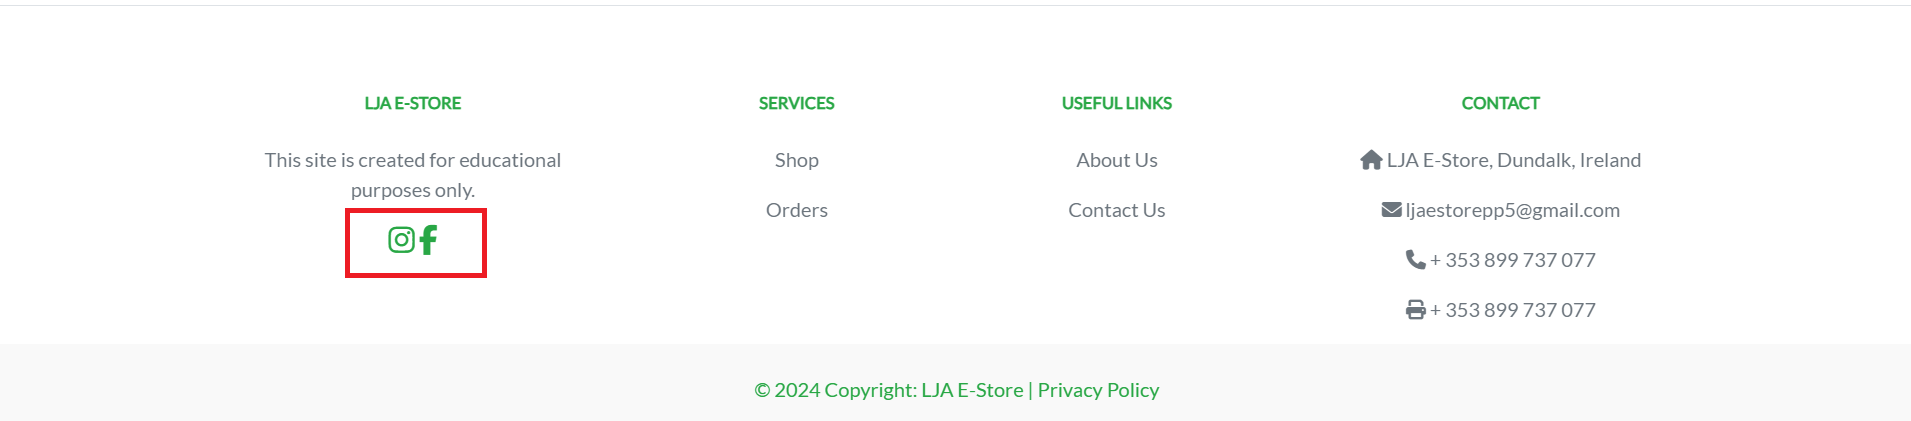 LJA E-STORE
This site is created for educational
purposes only.
SERVICES
Shop
Orders
USEFUL LINKS
About Us
Contact Us
CONTACT
LJA E-Store, Dundalk, Ireland
ljaestorepp5@gmail.com
+ 353 899 737 077
+ 353 899 737 077
© 2024 Copyright: LJA E-Store | Privacy Policy